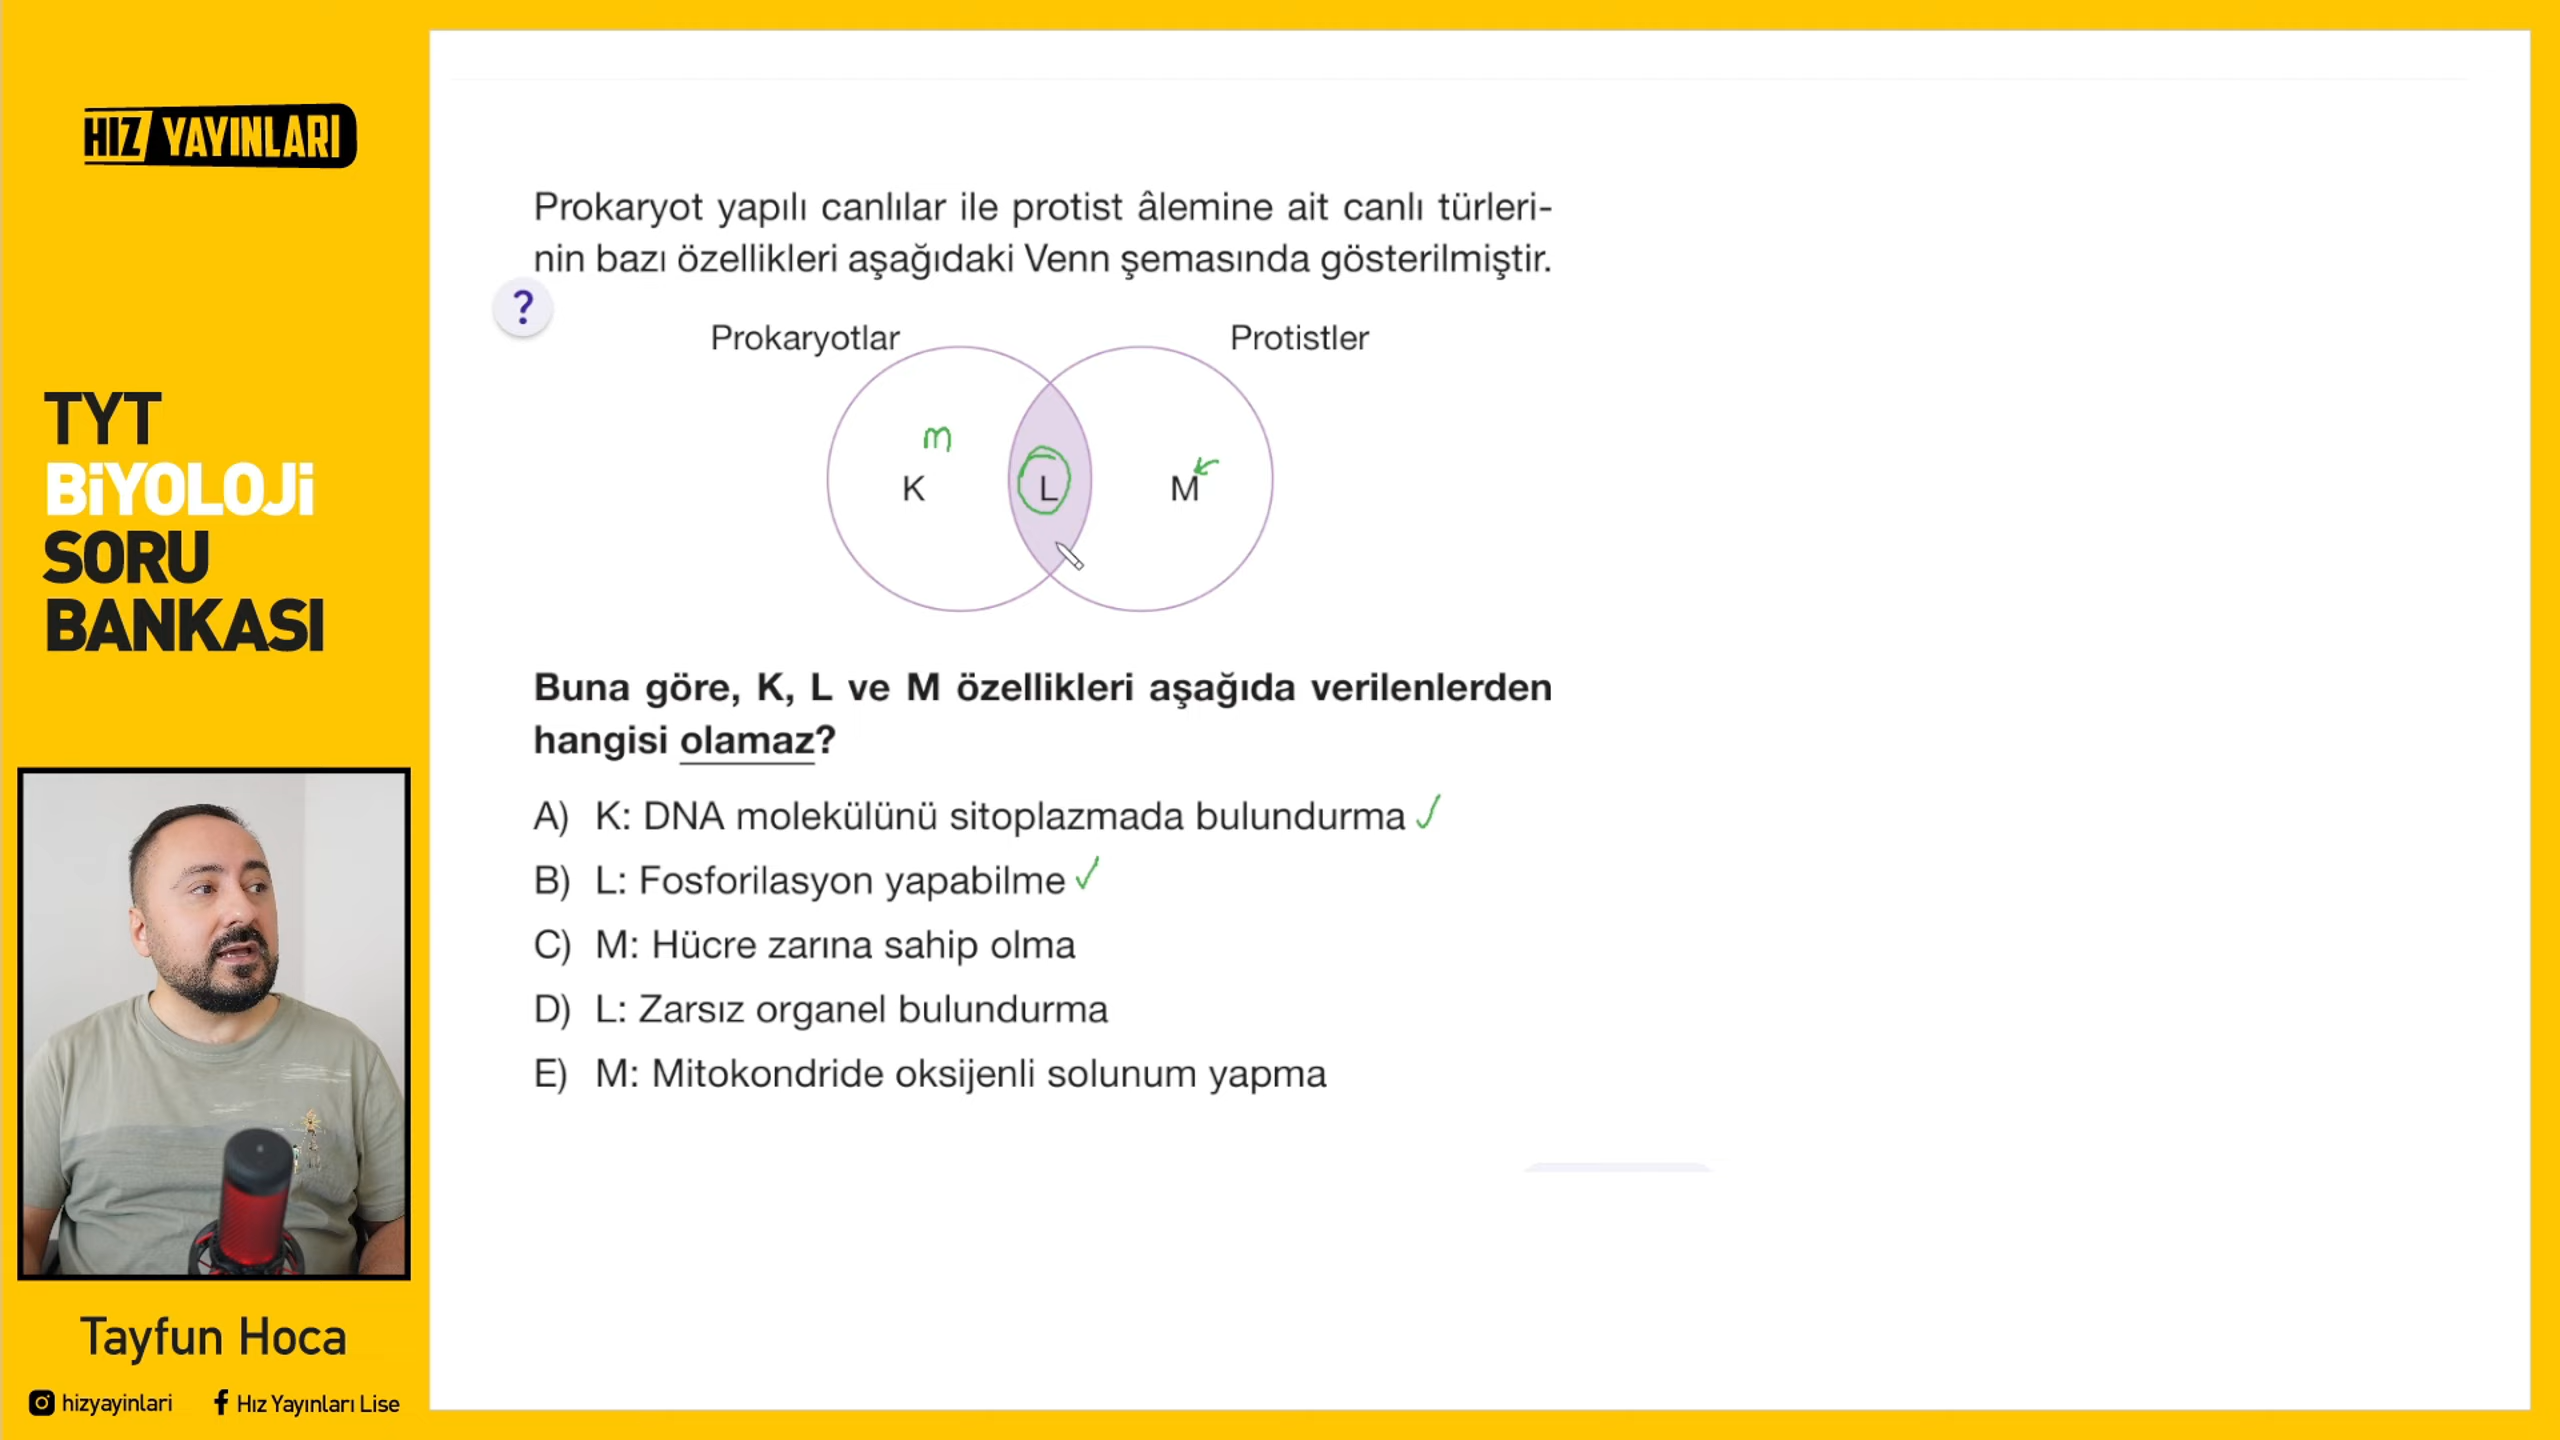 HIZ YAYINLARI
TYT
BiYOLOJi
SORU
BANKASI
Tayfun Hoca
hizyayinlari
Hız Yayınları Lise
Prokaryot yapılı canlılar ile protist âlemine ait canlı türleri-
nin bazı özellikleri aşağıdaki Venn şemasında gösterilmiştir.
?
Prokaryotlar Protistler
m
K L M
Buna göre, K, L ve M özellikleri aşağıda verilenlerden
hangisi olamaz?
A) K: DNA molekülünü sitoplazmada bulundurma ✓
B) L: Fosforilasyon yapabilme ✓
C) M: Hücre zarına sahip olma
D) L: Zarsız organel bulundurma
E) M: Mitokondride oksijenli solunum yapma